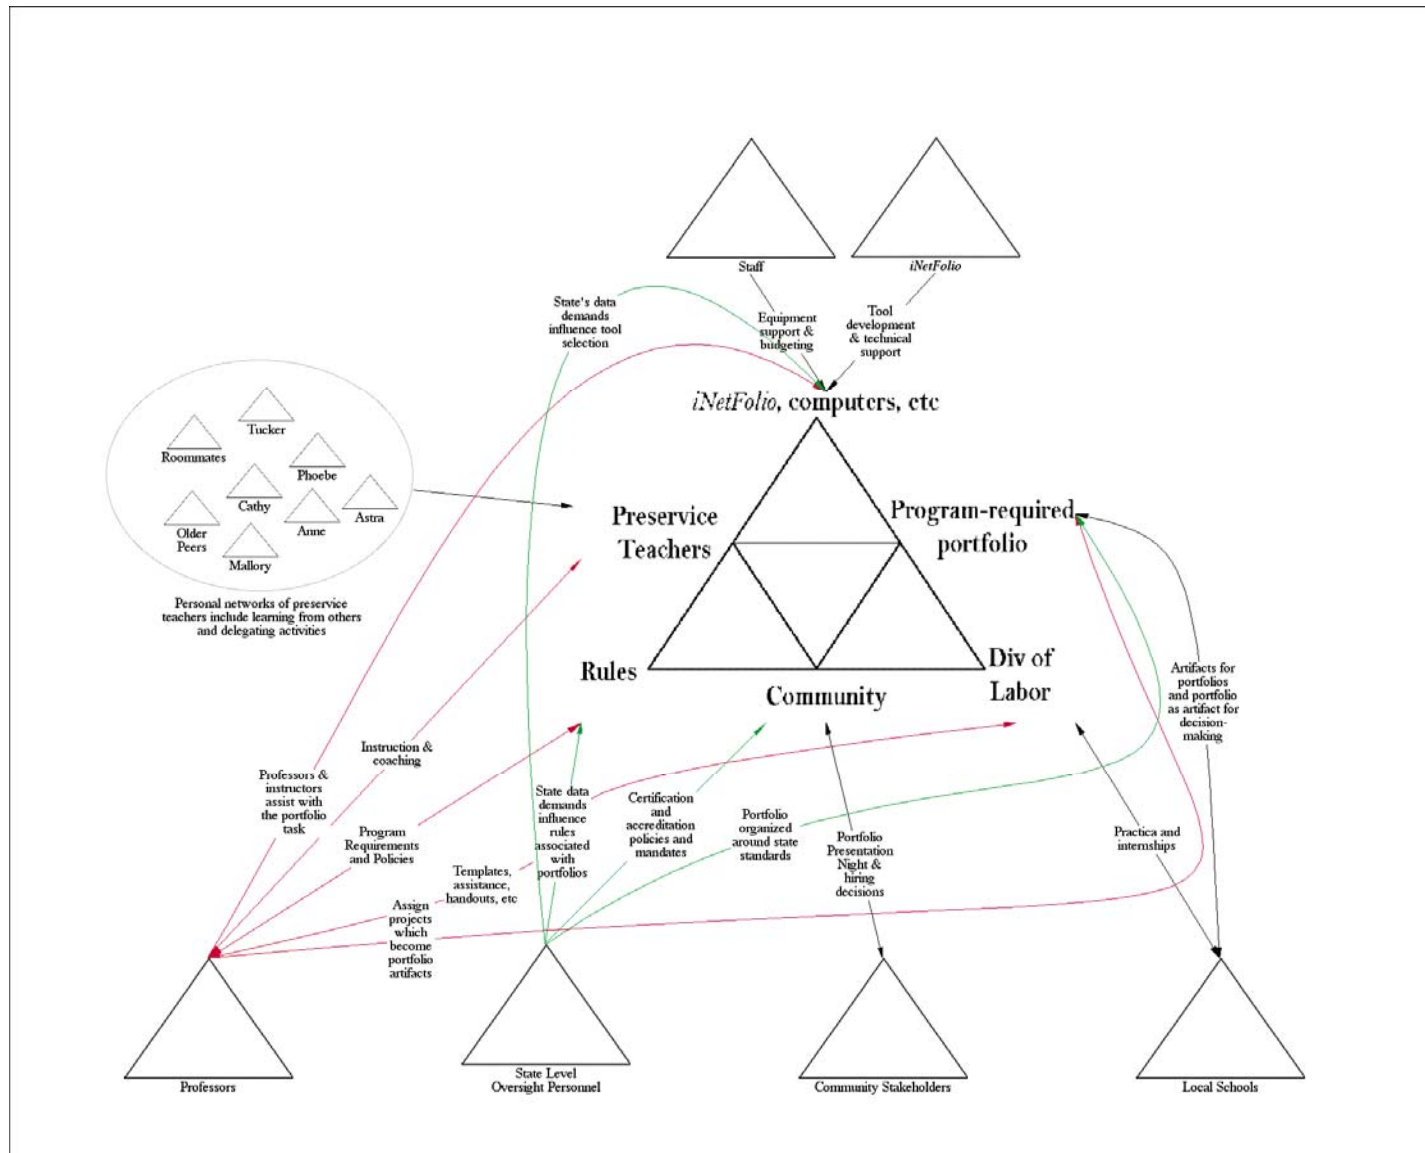 Staff
iNetFolio
State's data
demands
influence tool
selection
Equipment
support &
budgeting
Tool
development
& technical
support
iNetFolio, computers, etc
Tucker
Roommates
Phoebe
Cathy
Astra
Older
Peers
Anne
Mallory
Personal networks of preservice
teachers include learning from others
and delegating activities
Preservice
Teachers
Program-required
portfolio
Rules
Community
Div of
Labor
Artifacts for
portfolios
and portfolio
as artifact for
decision-
making
Instruction &
coaching
Professors &
instructors
assist with
the portfolio
task
Program
Requirements
and Policies
State data
demands
influence
rules
associated
with
portfolios
Certification
and
accreditation
policies and
mandates
Portfolio
organized
around state
standards
Portfolio
Presentation
Night &
hiring
decisions
Practica and
internships
Templates,
assistance,
handouts, etc
Assign
projects
which
become
portfolio
artifacts
Professors
State Level
Oversight Personnel
Community Stakeholders
Local Schools